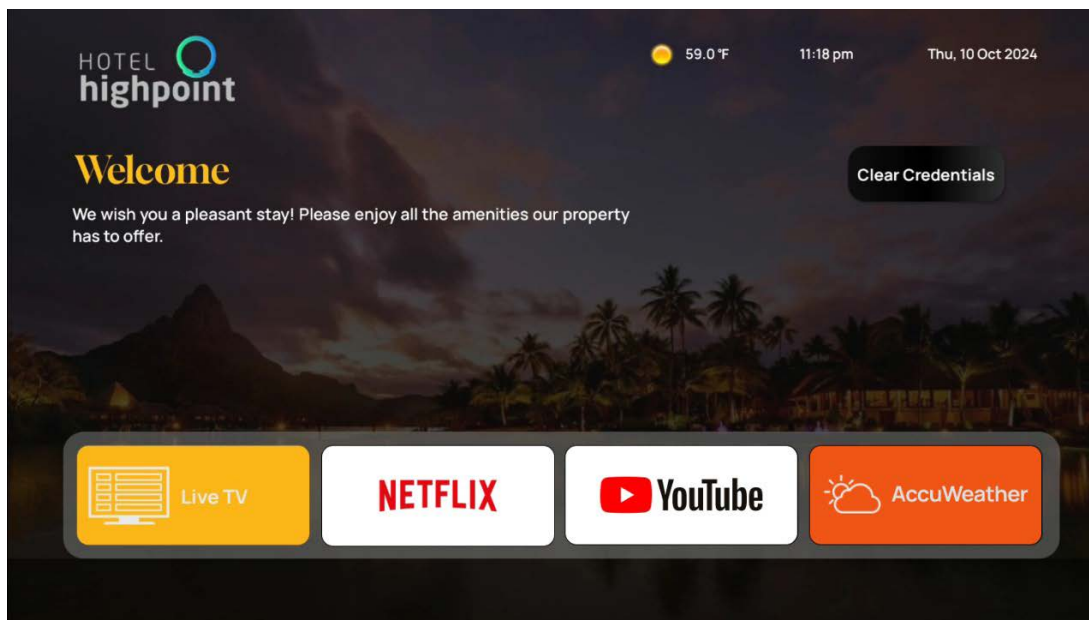 HOTEL
highpoint
59.0 °F
11:18 pm
Thu, 10 Oct 2024
Welcome
Clear Credentials
We wish you a pleasant stay! Please enjoy all the amenities our property
has to offer.
Live TV
NETFLIX
YouTube
AccuWeather